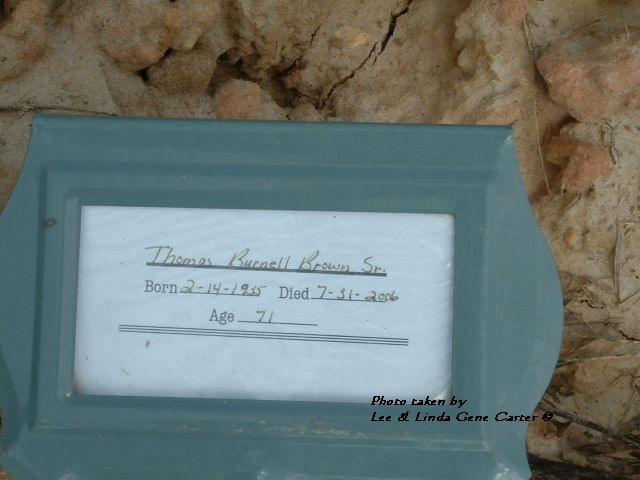 Thomas Burnell Brown Sr.
Born 2-14-1935 Died 7-31-2006
Age 71
Photo taken by
Lee & Linda Gene Carter ©